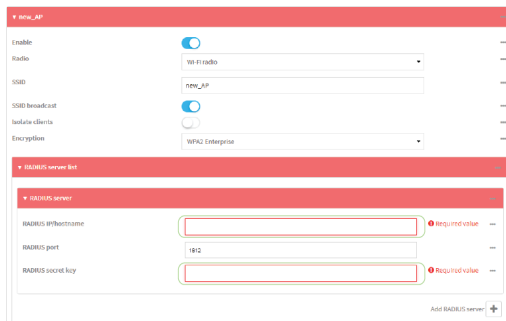 ▾ new_AP
Enable
Radio
Wi-Fi radio
SSID
new_AP
SSID broadcast
Isolate clients
Encryption
WPA2 Enterprise
▾ RADIUS server list
▾ RADIUS server
RADIUS IP/hostname
Required value
RADIUS port
1812
RADIUS secret key
Required value
Add RADIUS server